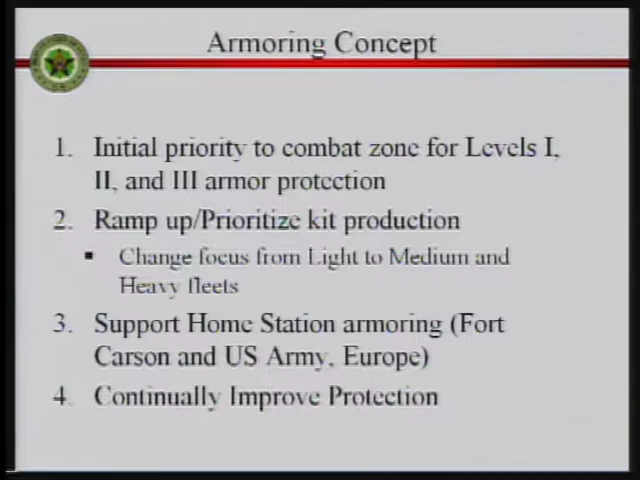 Armoring Concept
1. Initial priority to combat zone for Levels I,
II, and III armor protection
2. Ramp up/Prioritize kit production
▪ Change focus from Light to Medium and
Heavy fleets
3. Support Home Station armoring (Fort
Carson and US Army, Europe)
4. Continually Improve Protection